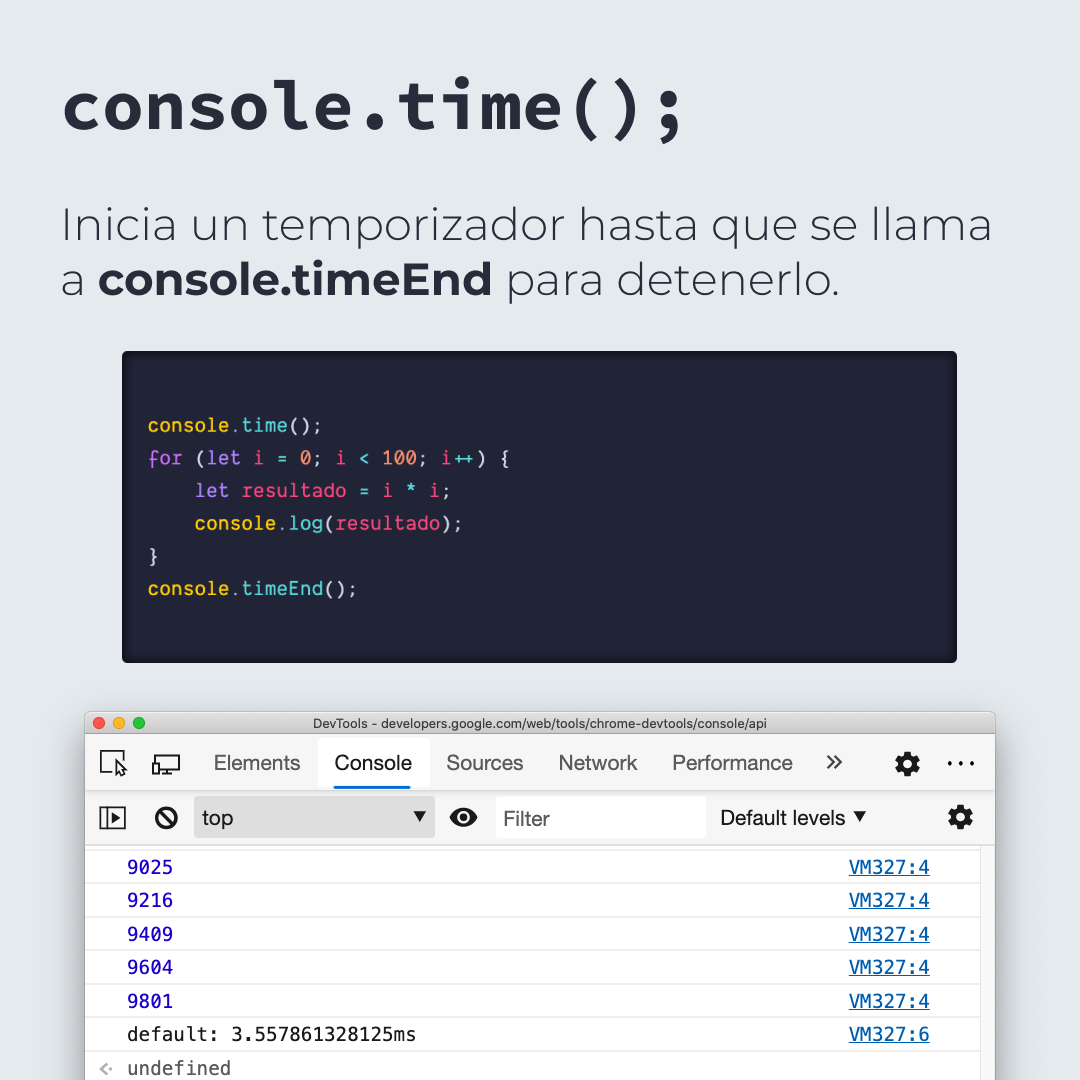 console.time();
Inicia un temporizador hasta que se llama
a console.timeEnd para detenerlo.
console.time();
for (let i = 0; i < 100; i++) {
    let resultado = i * i;
    console.log(resultado);
}
console.timeEnd();
DevTools - developers.google.com/web/tools/chrome-devtools/console/api
Elements Console Sources Network Performance »
top Filter Default levels
9025 VM327:4
9216 VM327:4
9409 VM327:4
9604 VM327:4
9801 VM327:4
default: 3.557861328125ms VM327:6
undefined